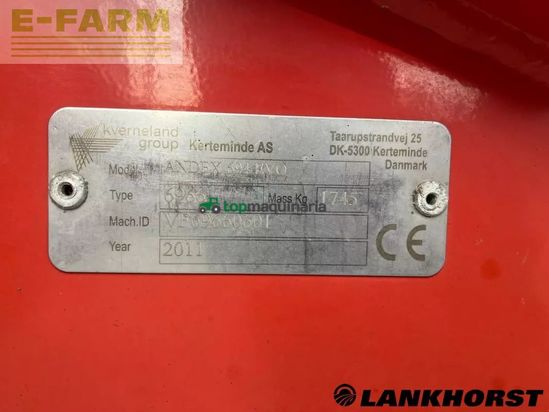 E-FARM
kverneland
group
Kerteminde AS
Taarupstrandvej 25
DK-5300 Kerteminde
Danmark
Model ANDEX
Type Mass Kg 1745
topmaquinaria
Mach.ID
Year 2011
CE
LANKHORST